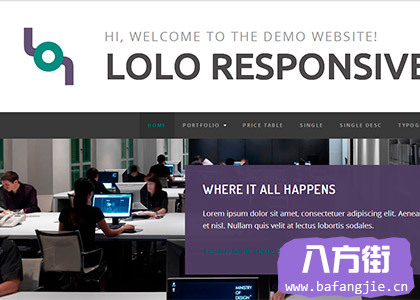 HI, WELCOME TO THE DEMO WEBSITE!
LOLO RESPONSIVE
HOME PORTFOLIO PRICE TABLE SINGLE SINGLE DESC TYPOG
WHERE IT ALL HAPPENS
Lorem ipsum dolor sit amet, consectetuer adipiscing elit. Aenea
et nisl. Nullam quis velit at lectus lobortis sodales.
MINISTRY
OF
DESIGN
八方街
www.bafangjie.cn